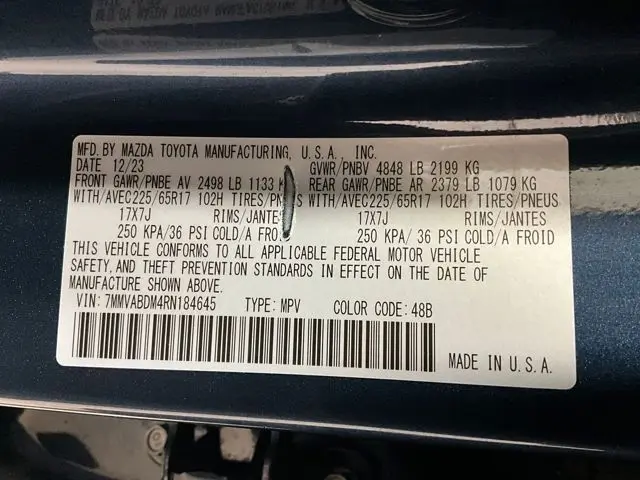 MFD. BY MAZDA TOYOTA MANUFACTURING, U.S.A., INC.
DATE 12/23 GVWR/PNBV 4848 LB 2199 KG
FRONT GAWR/PNBE AV 2498 LB 1133 K REAR GAWR/PNBE AR 2379 LB 1079 KG
WITH/AVEC225/65R17 102H TIRES/PNEUS WITH/AVEC225/65R17 102H TIRES/PNEUS
17X7J RIMS/JANTES 17X7J RIMS/JANTES
250 KPA/36 PSI COLD/A FROID 250 KPA/36 PSI COLD/A FROID
THIS VEHICLE CONFORMS TO ALL APPLICABLE FEDERAL MOTOR VEHICLE
SAFETY, AND THEFT PREVENTION STANDARDS IN EFFECT ON THE DATE OF
MANUFACTURE SHOWN ABOVE.
VIN: 7MMVABDM4RN184645 TYPE: MPV COLOR CODE: 48B
MADE IN U.S.A.